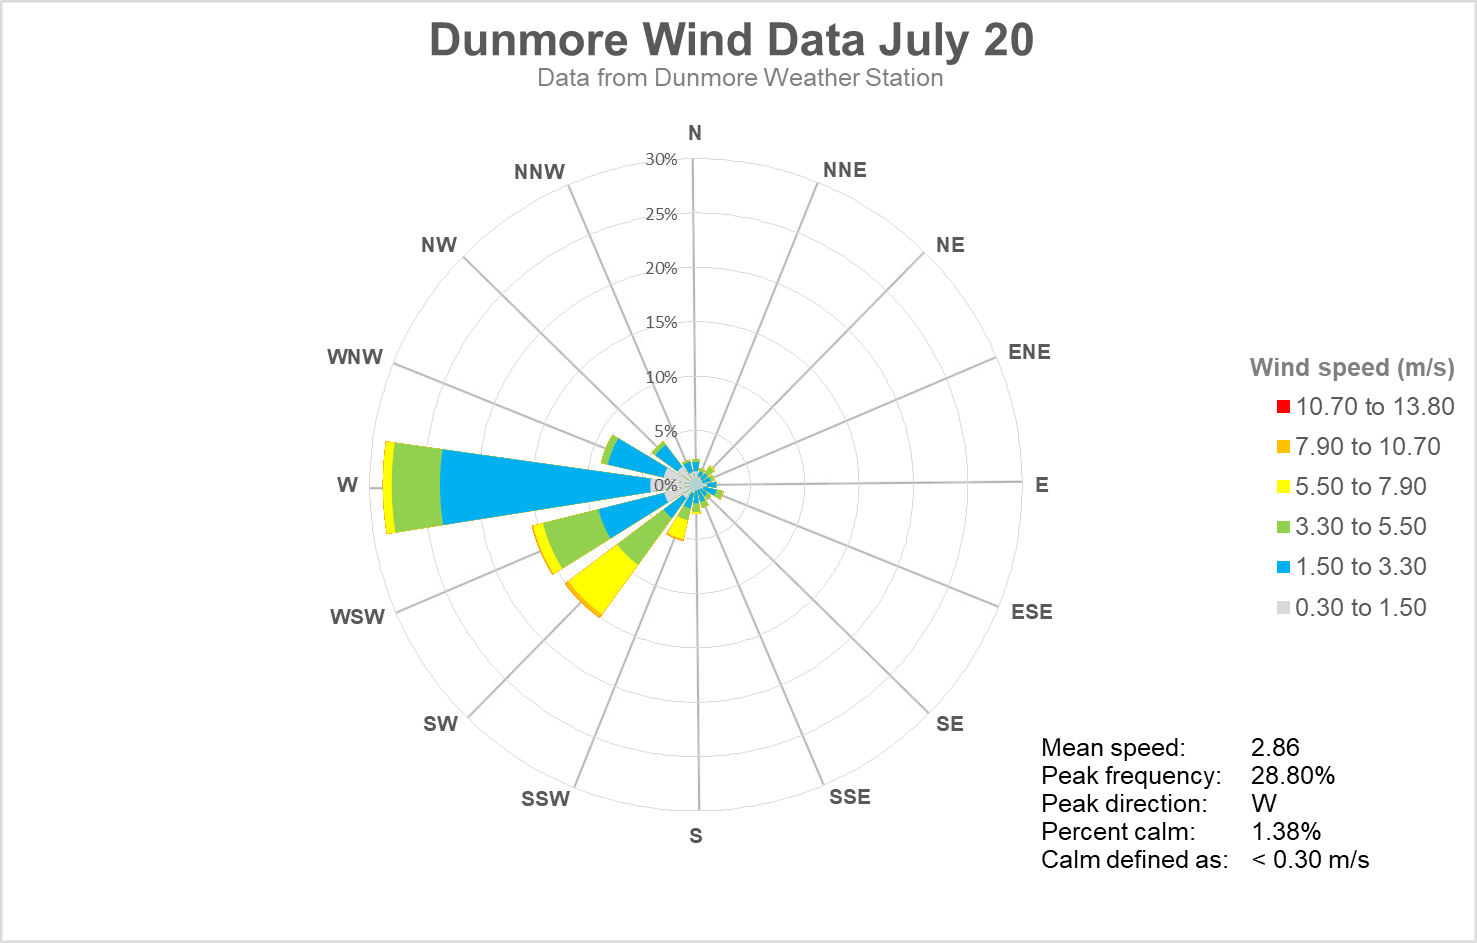 Dunmore Wind Data July 20
Data from Dunmore Weather Station
N
NNE
NE
ENE
E
ESE
SE
SSE
S
SSW
SW
WSW
W
WNW
NW
NNW
30%
25%
20%
15%
10%
5%
0%
Wind speed (m/s)
10.70 to 13.80
7.90 to 10.70
5.50 to 7.90
3.30 to 5.50
1.50 to 3.30
0.30 to 1.50
Mean speed: 2.86
Peak frequency: 28.80%
Peak direction: W
Percent calm: 1.38%
Calm defined as: < 0.30 m/s